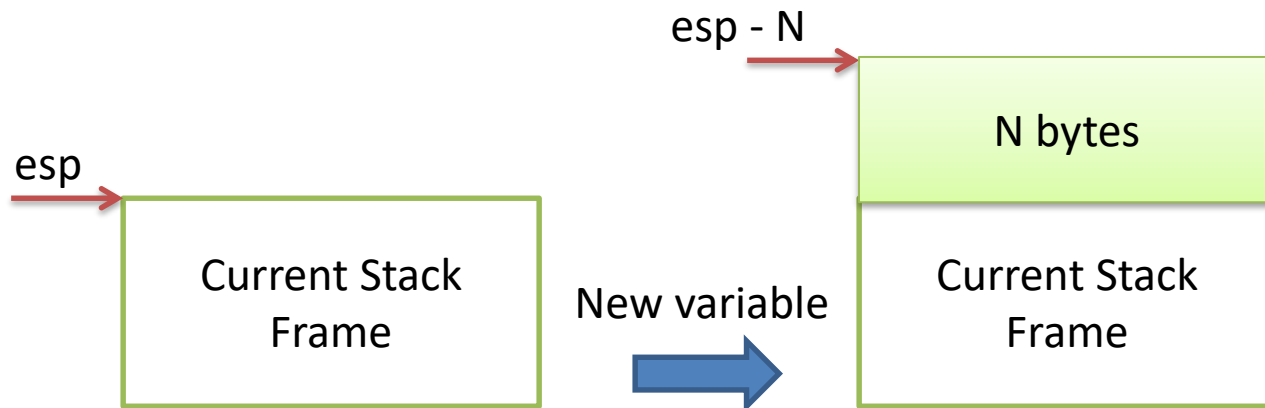 esp - N
N bytes
esp
Current Stack
Frame
New variable
Current Stack
Frame